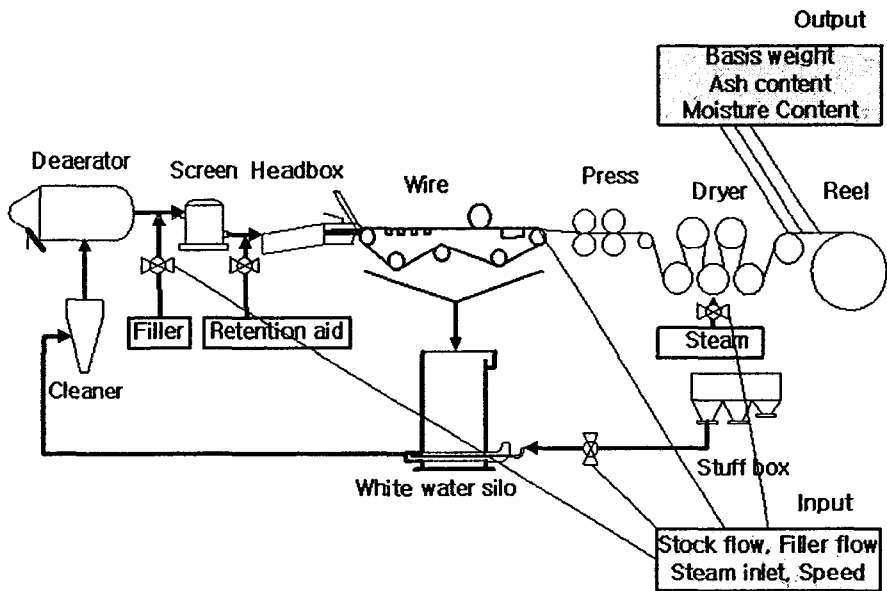 Output
Basis weight
Ash content
Moisture Content
Deaerator
Screen Headbox
Wire
Press
Dryer
Reel
Filler
Retention aid
Steam
Cleaner
Stuff box
White water silo
Input
Stock flow, Filler flow
Steam inlet, Speed